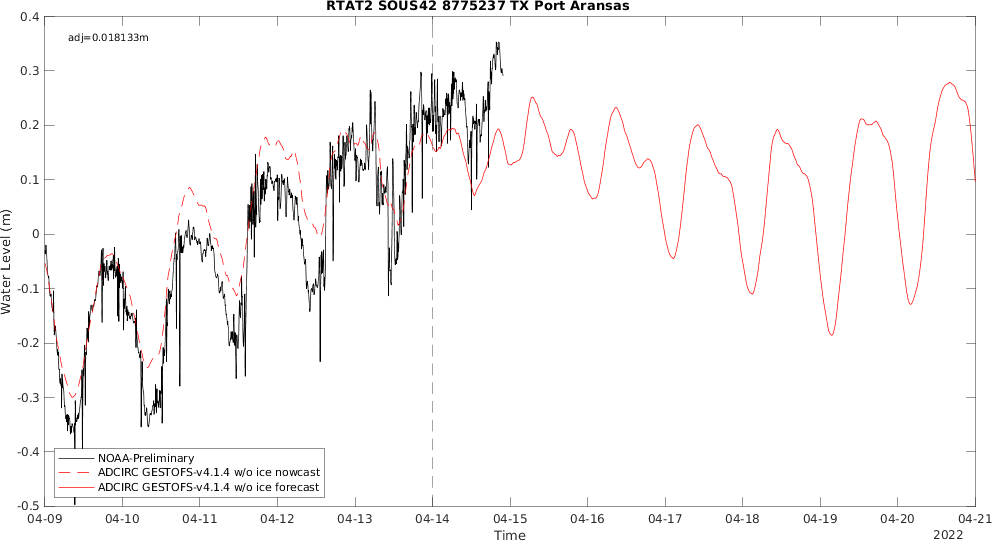 RTAT2 SOUS42 8775237 TX Port Aransas
adj=0.018133m
0.4
0.3
0.2
0.1
0
-0.1
-0.2
-0.3
-0.4
-0.5
Water Level (m)
NOAA-Preliminary
ADCIRC GESTOFS-v4.1.4 w/o ice nowcast
ADCIRC GESTOFS-v4.1.4 w/o ice forecast
04-09 04-10 04-11 04-12 04-13 04-14 04-15 04-16 04-17 04-18 04-19 04-20 04-21
Time
2022